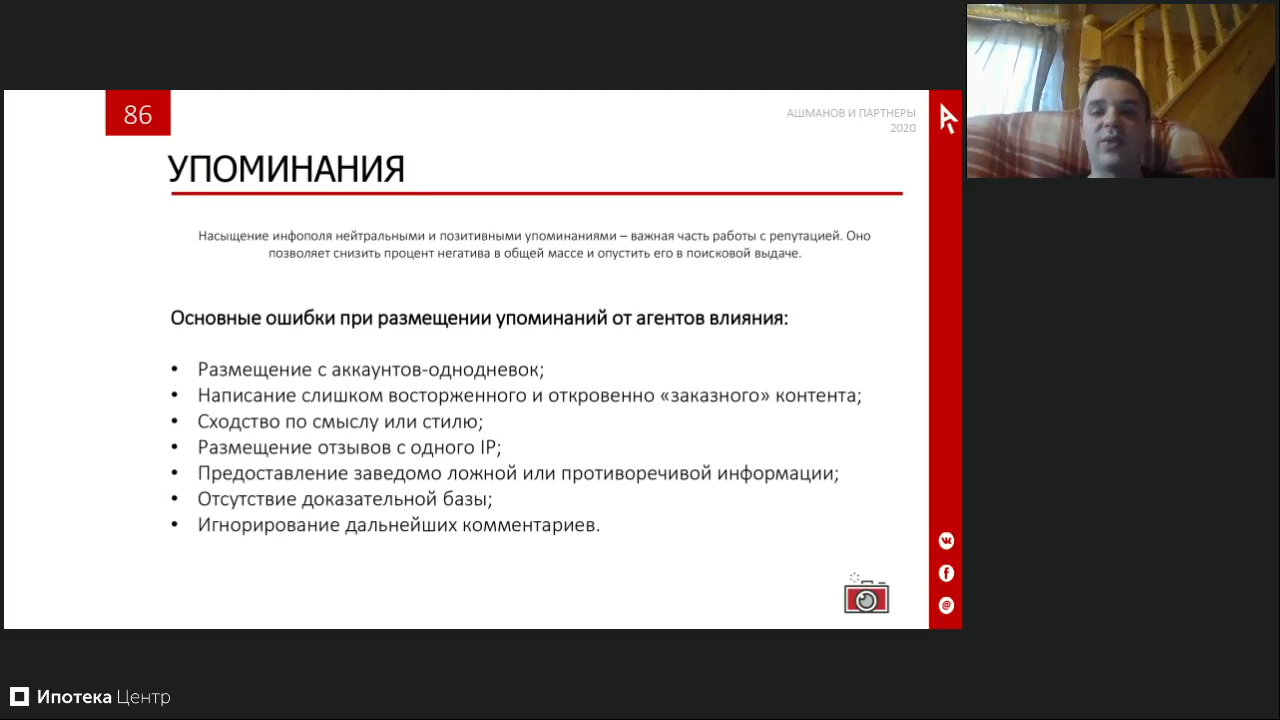 86
АШМАНОВ И ПАРТНЕРЫ
2020
УПОМИНАНИЯ
Насыщение инфополя нейтральными и позитивными упоминаниями – важная часть работы с репутацией. Оно
позволяет снизить процент негатива в общей массе и опустить его в поисковой выдаче.
Основные ошибки при размещении упоминаний от агентов влияния:
• Размещение с аккаунтов-однодневок;
• Написание слишком восторженного и откровенно «заказного» контента;
• Сходство по смыслу или стилю;
• Размещение отзывов с одного IP;
• Предоставление заведомо ложной или противоречивой информации;
• Отсутствие доказательной базы;
• Игнорирование дальнейших комментариев.
Ипотека Центр